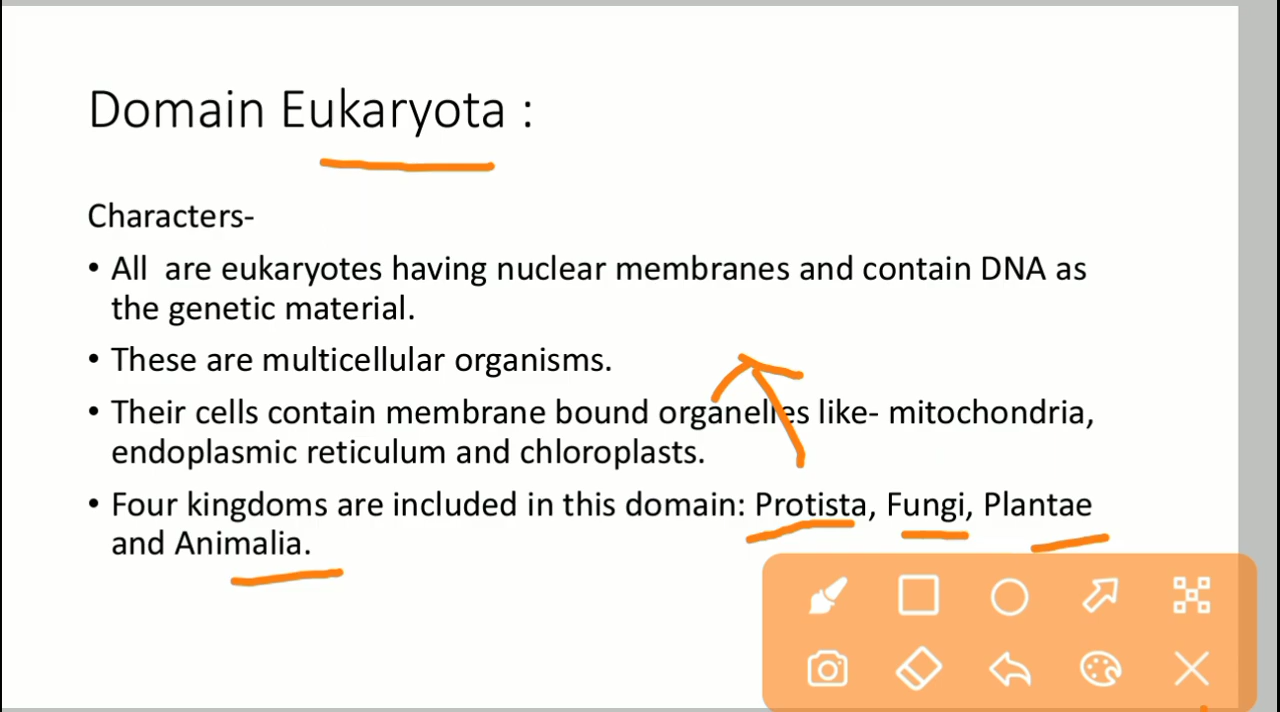 Domain Eukaryota :
Characters-
• All  are eukaryotes having nuclear membranes and contain DNA as
the genetic material.
• These are multicellular organisms.
• Their cells contain membrane bound organelles like- mitochondria,
endoplasmic reticulum and chloroplasts.
• Four kingdoms are included in this domain: Protista, Fungi, Plantae
and Animalia.